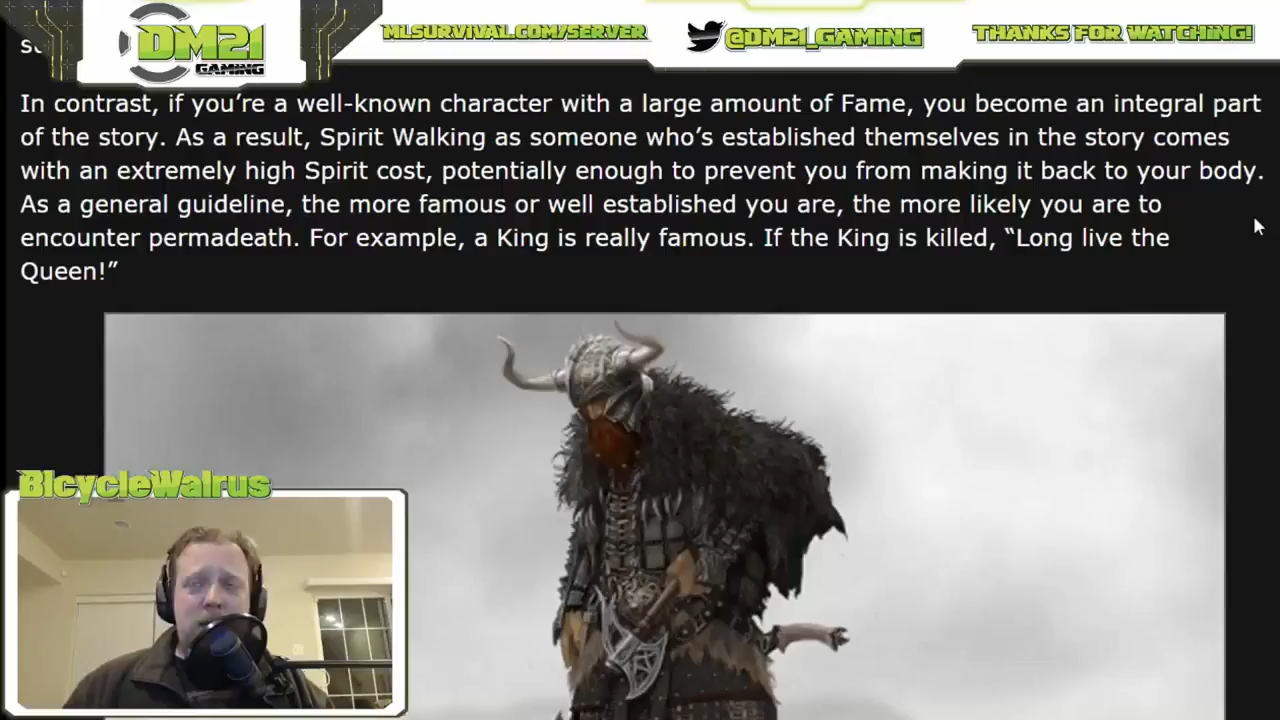 DM21
GAMING
MLSURVIVAL.COM/SERVER
@DM21_GAMING
THANKS FOR WATCHING!
In contrast, if you’re a well-known character with a large amount of Fame, you become an integral part
of the story. As a result, Spirit Walking as someone who’s established themselves in the story comes
with an extremely high Spirit cost, potentially enough to prevent you from making it back to your body.
As a general guideline, the more famous or well established you are, the more likely you are to
encounter permadeath. For example, a King is really famous. If the King is killed, “Long live the
Queen!”
BicycleWalrus